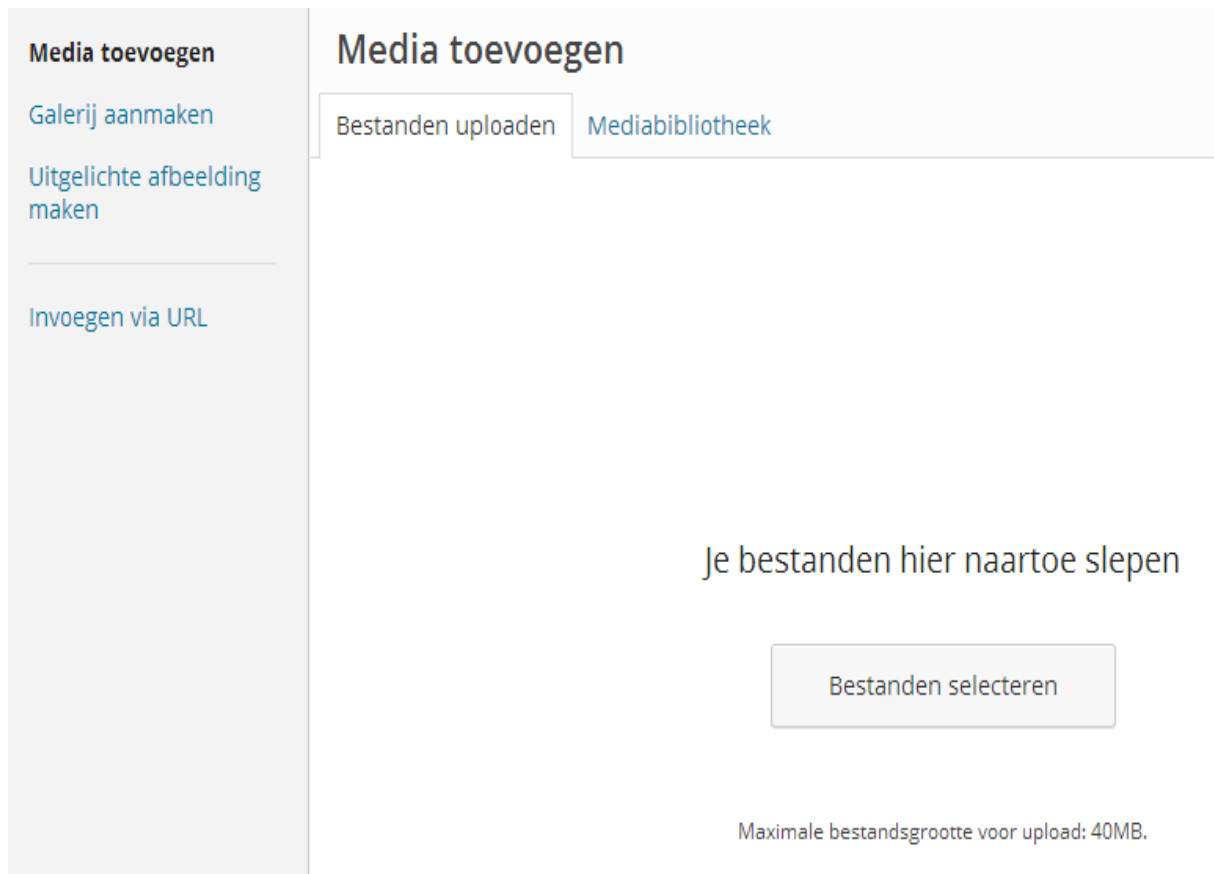 Media toevoegen
Galerij aanmaken
Uitgelichte afbeelding
maken
Invoegen via URL
Media toevoegen
Bestanden uploaden
Mediabibliotheek
Je bestanden hier naartoe slepen
Bestanden selecteren
Maximale bestandsgrootte voor upload: 40MB.